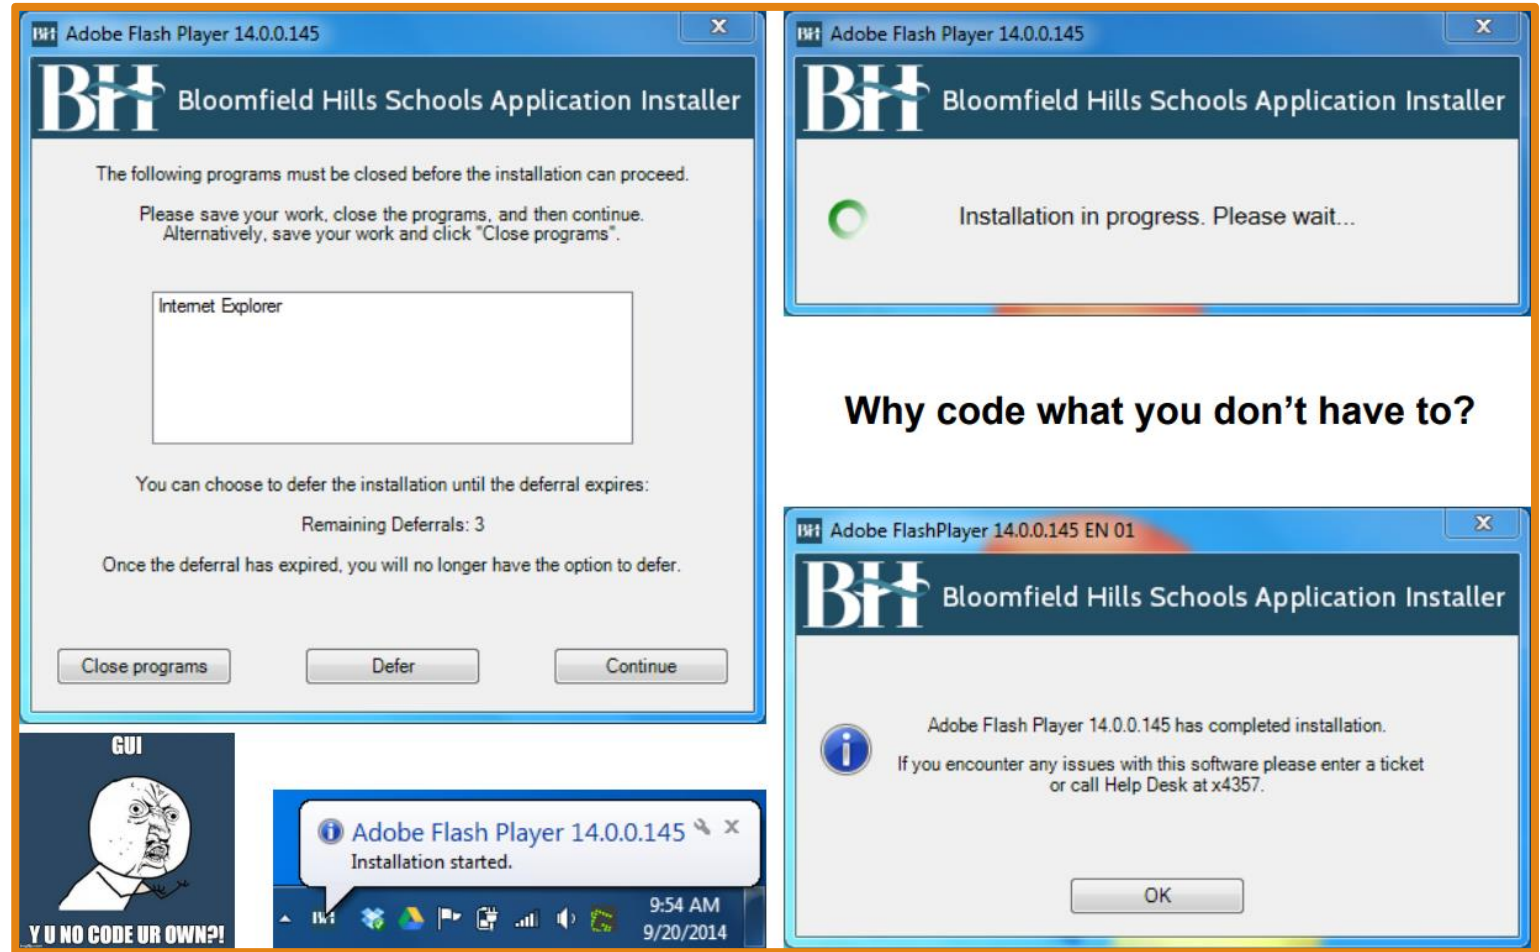 Adobe Flash Player 14.0.0.145
BH Bloomfield Hills Schools Application Installer
The following programs must be closed before the installation can proceed.
Please save your work, close the programs, and then continue.
Alternatively, save your work and click "Close programs".
Internet Explorer
You can choose to defer the installation until the deferral expires:
Remaining Deferrals: 3
Once the deferral has expired, you will no longer have the option to defer.
Close programs
Defer
Continue
GUI
Y U NO CODE UR OWN?!
Adobe Flash Player 14.0.0.145
Installation started.
BH
9:54 AM
9/20/2014
BH Adobe Flash Player 14.0.0.145
BH Bloomfield Hills Schools Application Installer
Installation in progress. Please wait...
Why code what you don’t have to?
BH Adobe FlashPlayer 14.0.0.145 EN 01
BH Bloomfield Hills Schools Application Installer
Adobe Flash Player 14.0.0.145 has completed installation.
If you encounter any issues with this software please enter a ticket
or call Help Desk at x4357.
OK